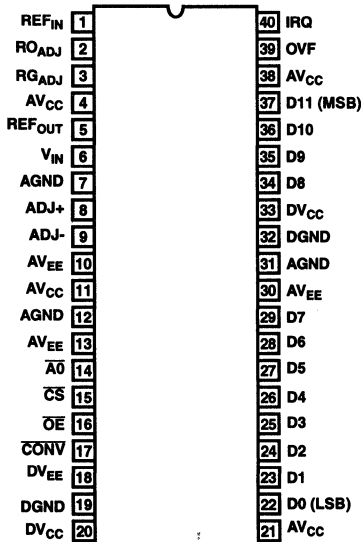 REFIN 1 40 IRQ
ROADJ 2 39 OVF
RGADJ 3 38 AVCC
AVCC 4 37 D11 (MSB)
REFOUT 5 36 D10
VIN 6 35 D9
AGND 7 34 D8
ADJ+ 8 33 DVCC
ADJ- 9 32 DGND
AVEE 10 31 AGND
AVCC 11 30 AVEE
AGND 12 29 D7
AVEE 13 28 D6
A0 14 27 D5
CS 15 26 D4
OE 16 25 D3
CONV 17 24 D2
DVEE 18 23 D1
DGND 19 22 D0 (LSB)
DVCC 20 21 AVCC